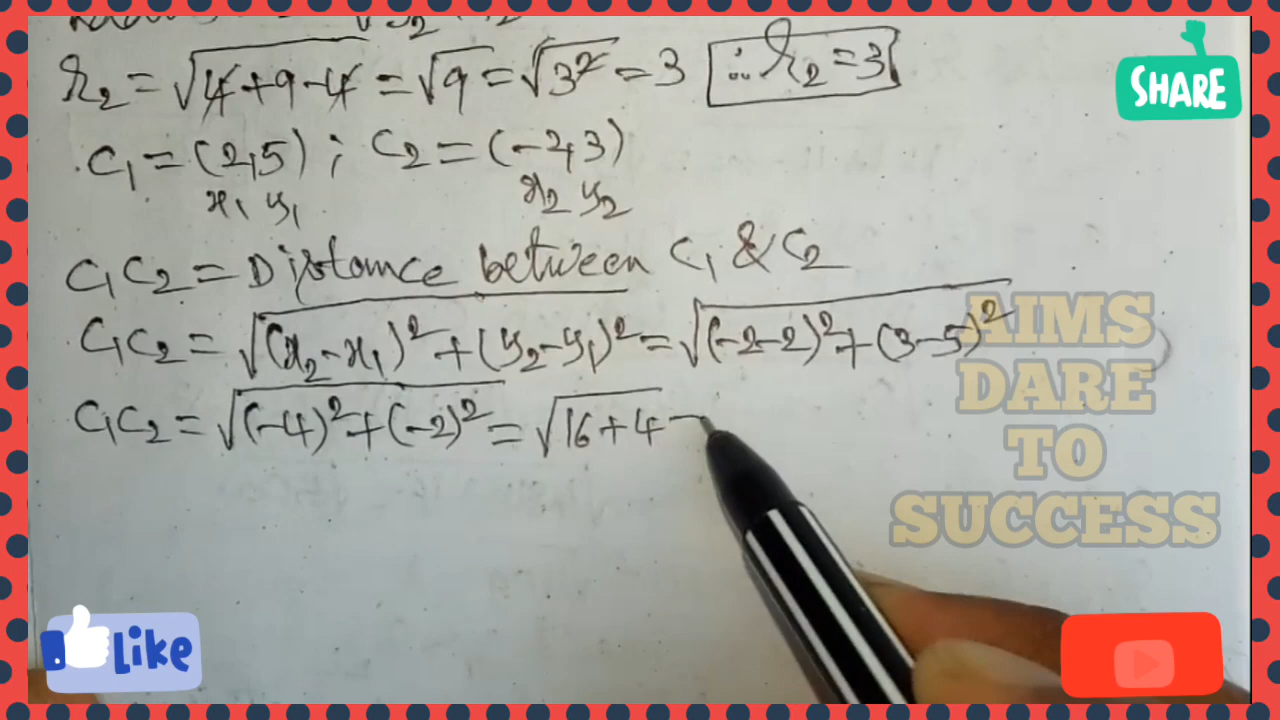 r₂ = √4+9-4 = √9 = √3² = 3 ∴ r₂ = 3
C₁ = (2,5) ; C₂ = (-2,3)
x₁ y₁ x₂ y₂
C₁C₂ = Distance between C₁ & C₂
C₁C₂ = √(x₂-x₁)²+(y₂-y₁)² = √(-2-2)²+(3-5)²
C₁C₂ = √(-4)²+(-2)² = √16+4 =
SHARE
AIMS
DARE
TO
SUCCESS
Like